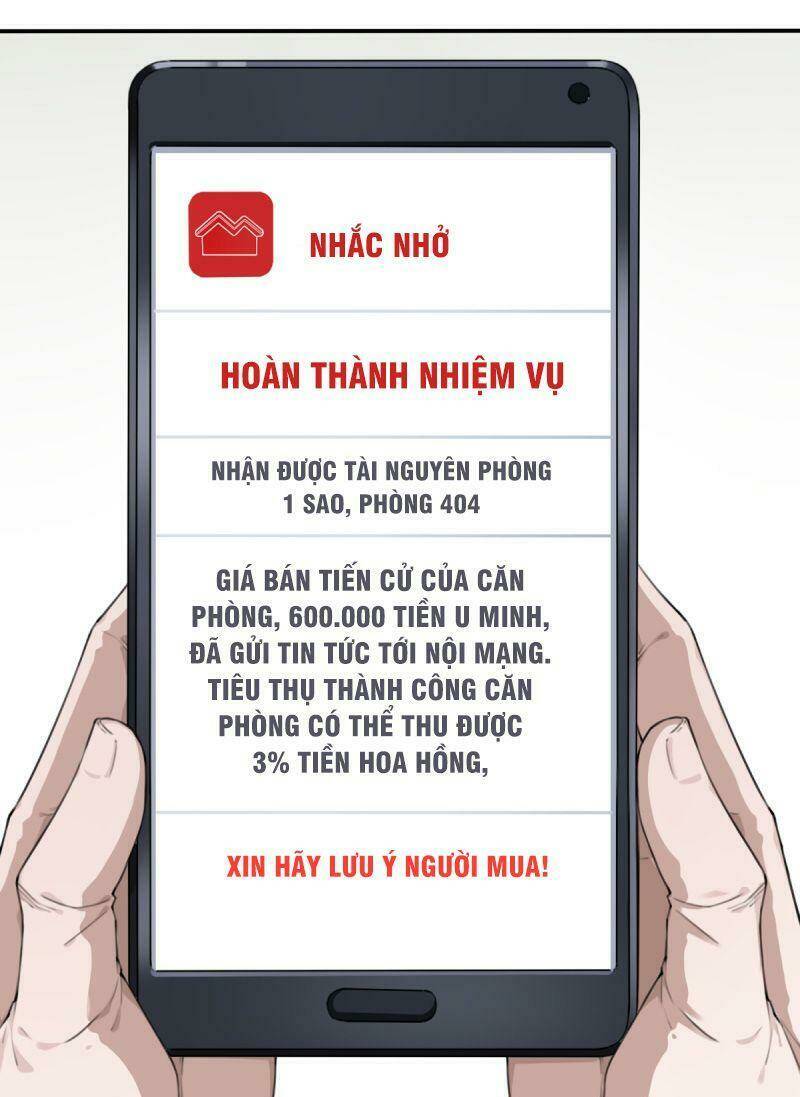 NHẮC NHỞ
HOÀN THÀNH NHIỆM VỤ
NHẬN ĐƯỢC TÀI NGUYÊN PHÒNG
1 SAO, PHÒNG 404
GIÁ BÁN TIẾN CỬ CỦA CĂN
PHÒNG, 600.000 TIỀN U MINH,
ĐÃ GỬI TIN TỨC TỚI NỘI MẠNG.
TIÊU THỤ THÀNH CÔNG CĂN
PHÒNG CÓ THỂ THU ĐƯỢC
3% TIỀN HOA HỒNG,
XIN HÃY LƯU Ý NGƯỜI MUA!